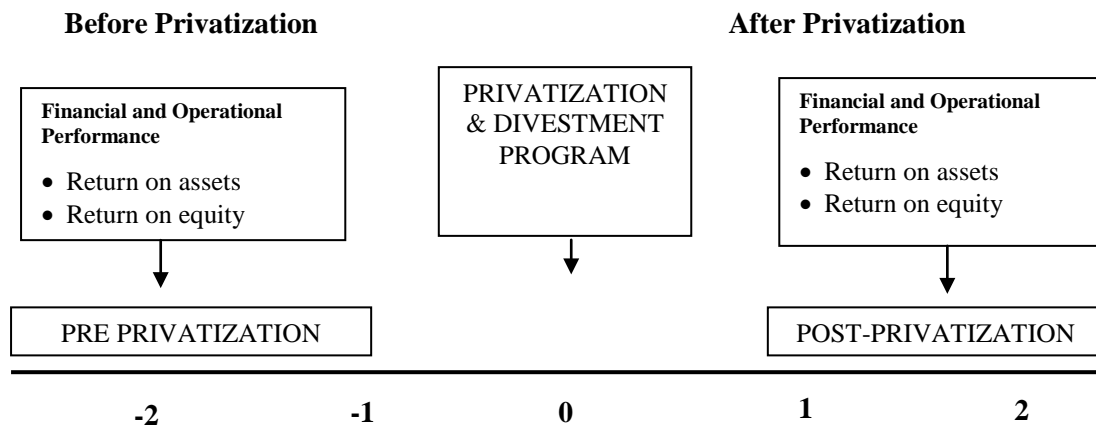 Before Privatization
After Privatization
Financial and Operational
Performance
• Return on assets
• Return on equity
PRIVATIZATION
& DIVESTMENT
PROGRAM
Financial and Operational
Performance
• Return on assets
• Return on equity
PRE PRIVATIZATION
POST-PRIVATIZATION
-2 -1 0 1 2